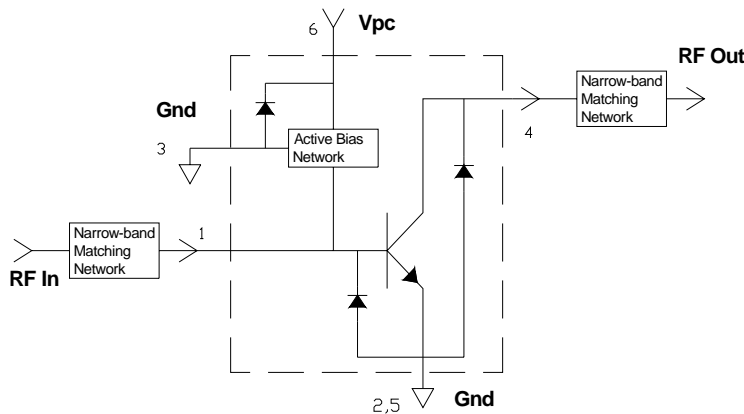 6
Vpc
RF Out
Narrow-band
Matching
Network
4
Gnd
3
Active Bias
Network
Narrow-band
Matching
Network
1
RF In
2,5
Gnd